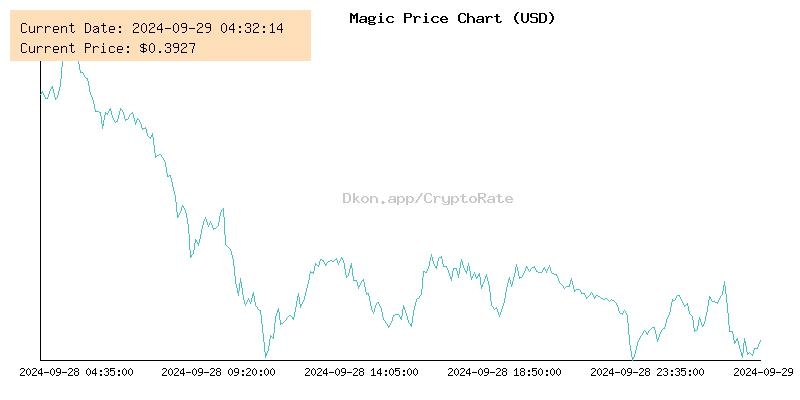 Magic Price Chart (USD)
Current Date: 2024-09-29 04:32:14
Current Price: $0.3927
Dkon.app/CryptoRate
2024-09-28 04:35:00 2024-09-28 09:20:00 2024-09-28 14:05:00 2024-09-28 18:50:00 2024-09-28 23:35:00 2024-09-29